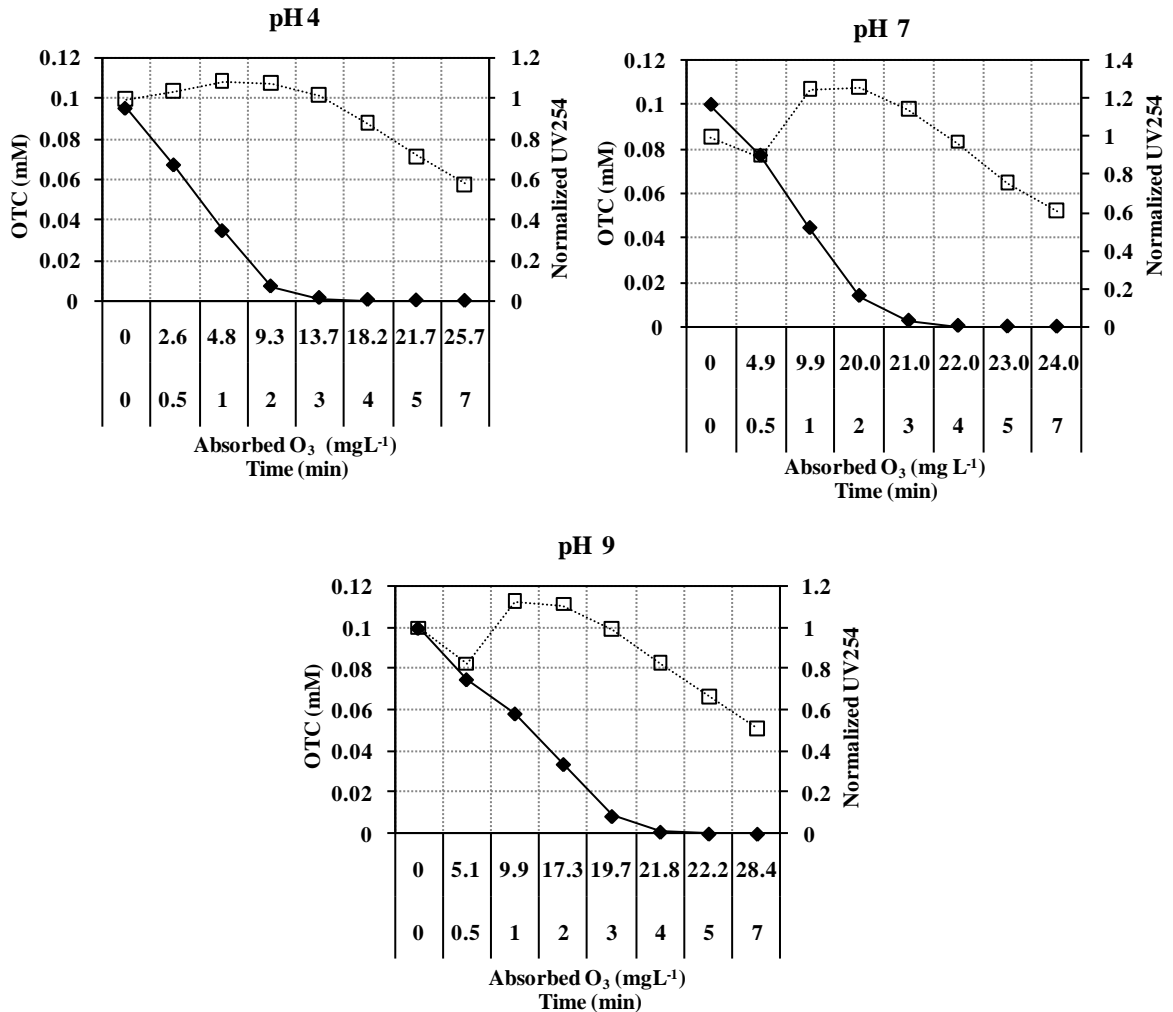 pH 4
0.12 1.2
0.1 1
0.08 0.8
0.06 0.6
0.04 0.4
0.02 0.2
0 0
OTC (mM)
Normalized UV254
0 2.6 4.8 9.3 13.7 18.2 21.7 25.7
0 0.5 1 2 3 4 5 7
Absorbed O₃ (mgL⁻¹)
Time (min)
pH 7
0.12 1.4
0.1 1.2
0.08 1
0.06 0.8
0.04 0.6
0.02 0.4
0 0.2
0
OTC (mM)
Normalized UV254
0 4.9 9.9 20.0 21.0 22.0 23.0 24.0
0 0.5 1 2 3 4 5 7
Absorbed O₃ (mg L⁻¹)
Time (min)
pH 9
0.12 1.2
0.1 1
0.08 0.8
0.06 0.6
0.04 0.4
0.02 0.2
0 0
OTC (mM)
Normalized UV254
0 5.1 9.9 17.3 19.7 21.8 22.2 28.4
0 0.5 1 2 3 4 5 7
Absorbed O₃ (mgL⁻¹)
Time (min)